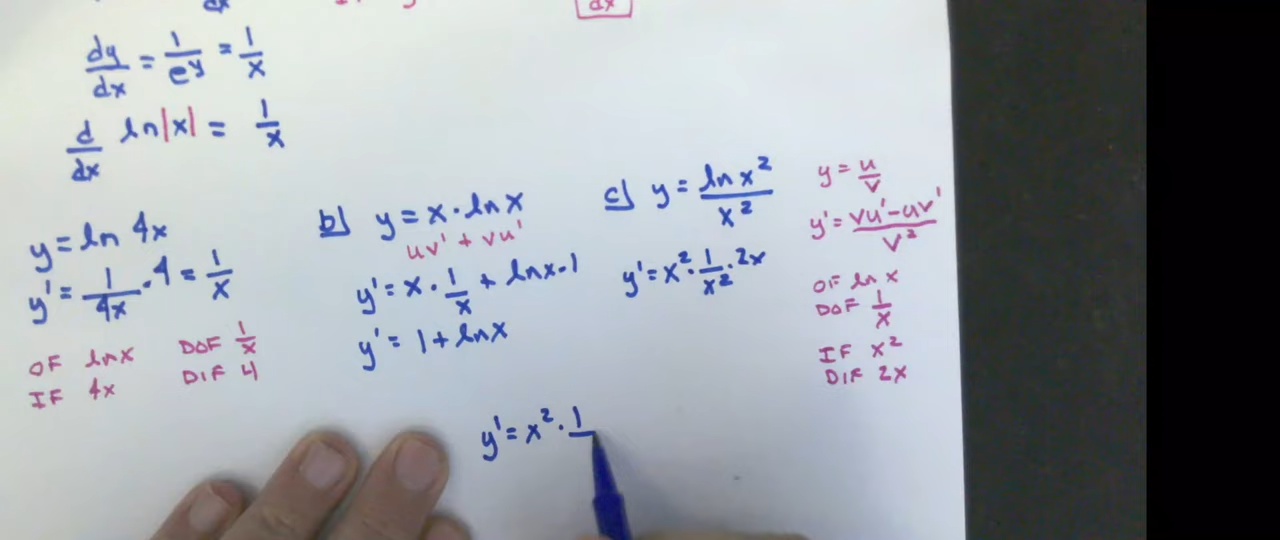 dx
dx
dy/dx = 1/e^y = 1/x
d/dx ln|x| = 1/x
y = ln 4x
y' = 1/4x · 4 = 1/x
OF ln x DOF 1/x
IF 4x DIF 4
b) y = x · ln x
uv' + vu'
y' = x · 1/x + ln x · 1
y' = 1 + ln x
c) y = ln x²/x²
y' = x² · 1/x² · 2x
y = u/v
y' = vu' - uv'/v²
OF ln x
DOF 1/x
IF x²
DIF 2x
y' = x² · 1